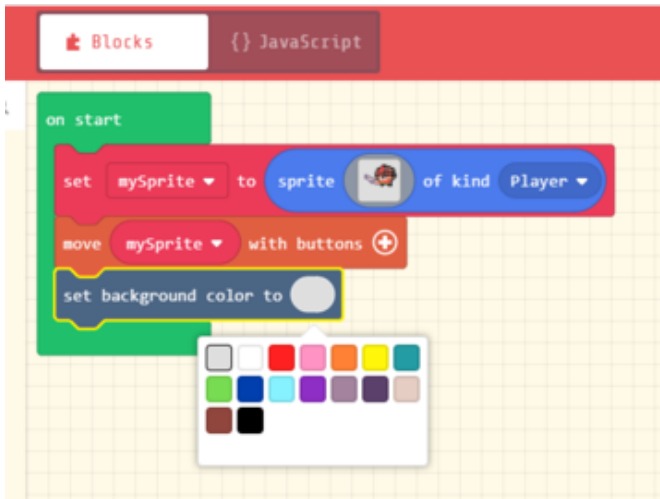 Blocks {} JavaScript
on start
set mySprite to sprite of kind Player
move mySprite with buttons
set background color to